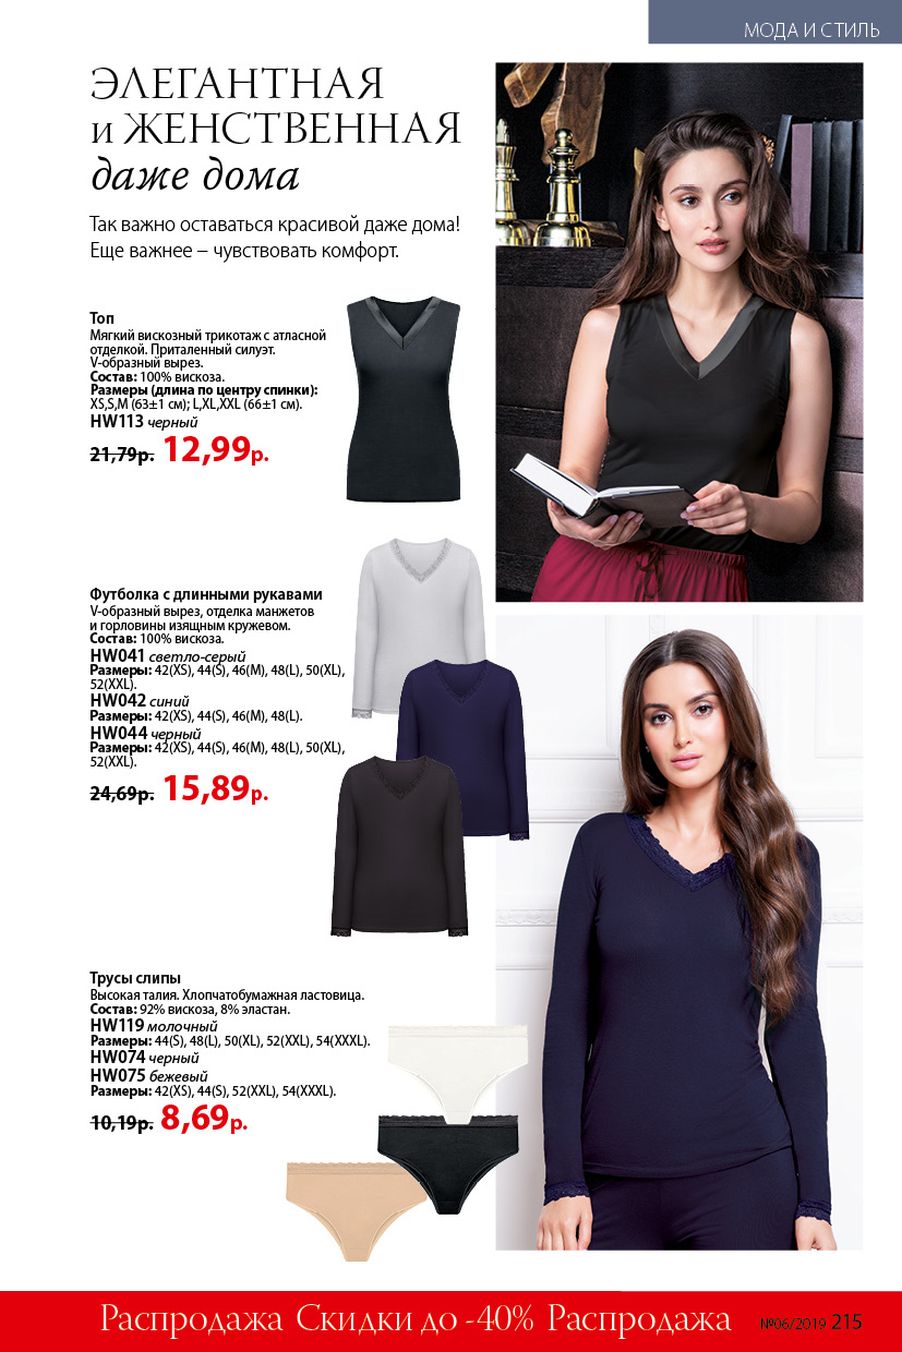 МОДА И СТИЛЬ
ЭЛЕГАНТНАЯ
и ЖЕНСТВЕННАЯ
даже дома
Так важно оставаться красивой даже дома!
Еще важнее – чувствовать комфорт.
Топ
Мягкий вискозный трикотаж с атласной
отделкой. Приталенный силуэт.
V-образный вырез.
Состав: 100% вискоза.
Размеры (длина по центру спинки):
XS,S,M (63±1 см); L,XL,XXL (66±1 см).
HW113 черный
21,79р. 12,99р.
Футболка с длинными рукавами
V-образный вырез, отделка манжетов
и горловины изящным кружевом.
Состав: 100% вискоза.
HW041 светло-серый
Размеры: 42(XS), 44(S), 46(M), 48(L), 50(XL),
52(XXL).
HW042 синий
Размеры: 42(XS), 44(S), 46(M), 48(L).
HW044 черный
Размеры: 42(XS), 44(S), 46(M), 48(L), 50(XL),
52(XXL).
24,69р. 15,89р.
Трусы слипы
Высокая талия. Хлопчатобумажная ластовица.
Состав: 92% вискоза, 8% эластан.
HW119 молочный
Размеры: 44(S), 48(L), 50(XL), 52(XXL), 54(XXXL).
HW074 черный
HW075 бежевый
Размеры: 42(XS), 44(S), 52(XXL), 54(XXXL).
10,19р. 8,69р.
Распродажа Скидки до -40% Распродажа №06/2019 215